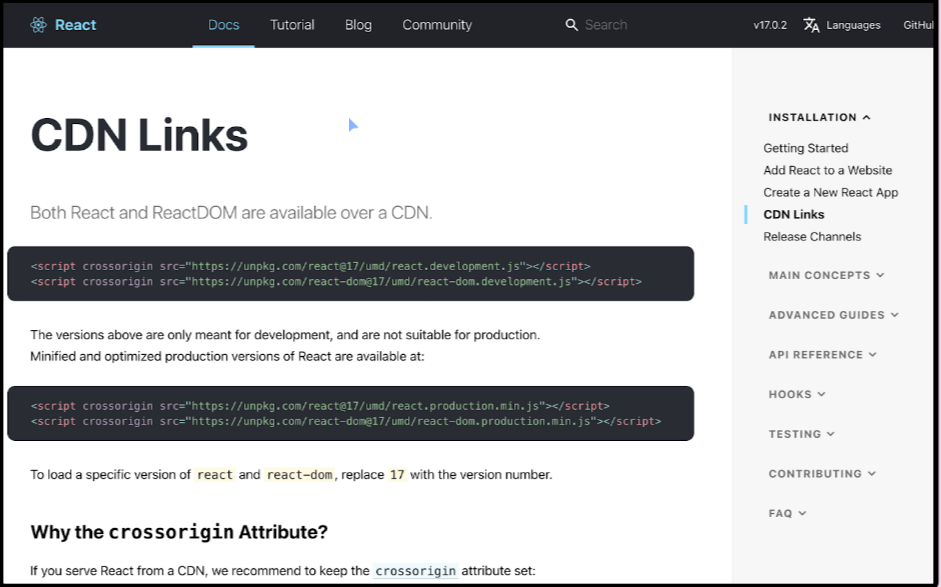 React
Docs
Tutorial
Blog
Community
Search
v17.0.2
Languages
CDN Links
Both React and ReactDOM are available over a CDN.
<script crossorigin src="https://unpkg.com/react@17/umd/react.development.js"></script>
<script crossorigin src="https://unpkg.com/react-dom@17/umd/react-dom.development.js"></script>
The versions above are only meant for development, and are not suitable for production.
Minified and optimized production versions of React are available at:
<script crossorigin src="https://unpkg.com/react@17/umd/react.production.min.js"></script>
<script crossorigin src="https://unpkg.com/react-dom@17/umd/react-dom.production.min.js"></script>
To load a specific version of react and react-dom, replace 17 with the version number.
Why the crossorigin Attribute?
If you serve React from a CDN, we recommend to keep the crossorigin attribute set:
INSTALLATION
Getting Started
Add React to a Website
Create a New React App
CDN Links
Release Channels
MAIN CONCEPTS
ADVANCED GUIDES
API REFERENCE
HOOKS
TESTING
CONTRIBUTING
FAQ